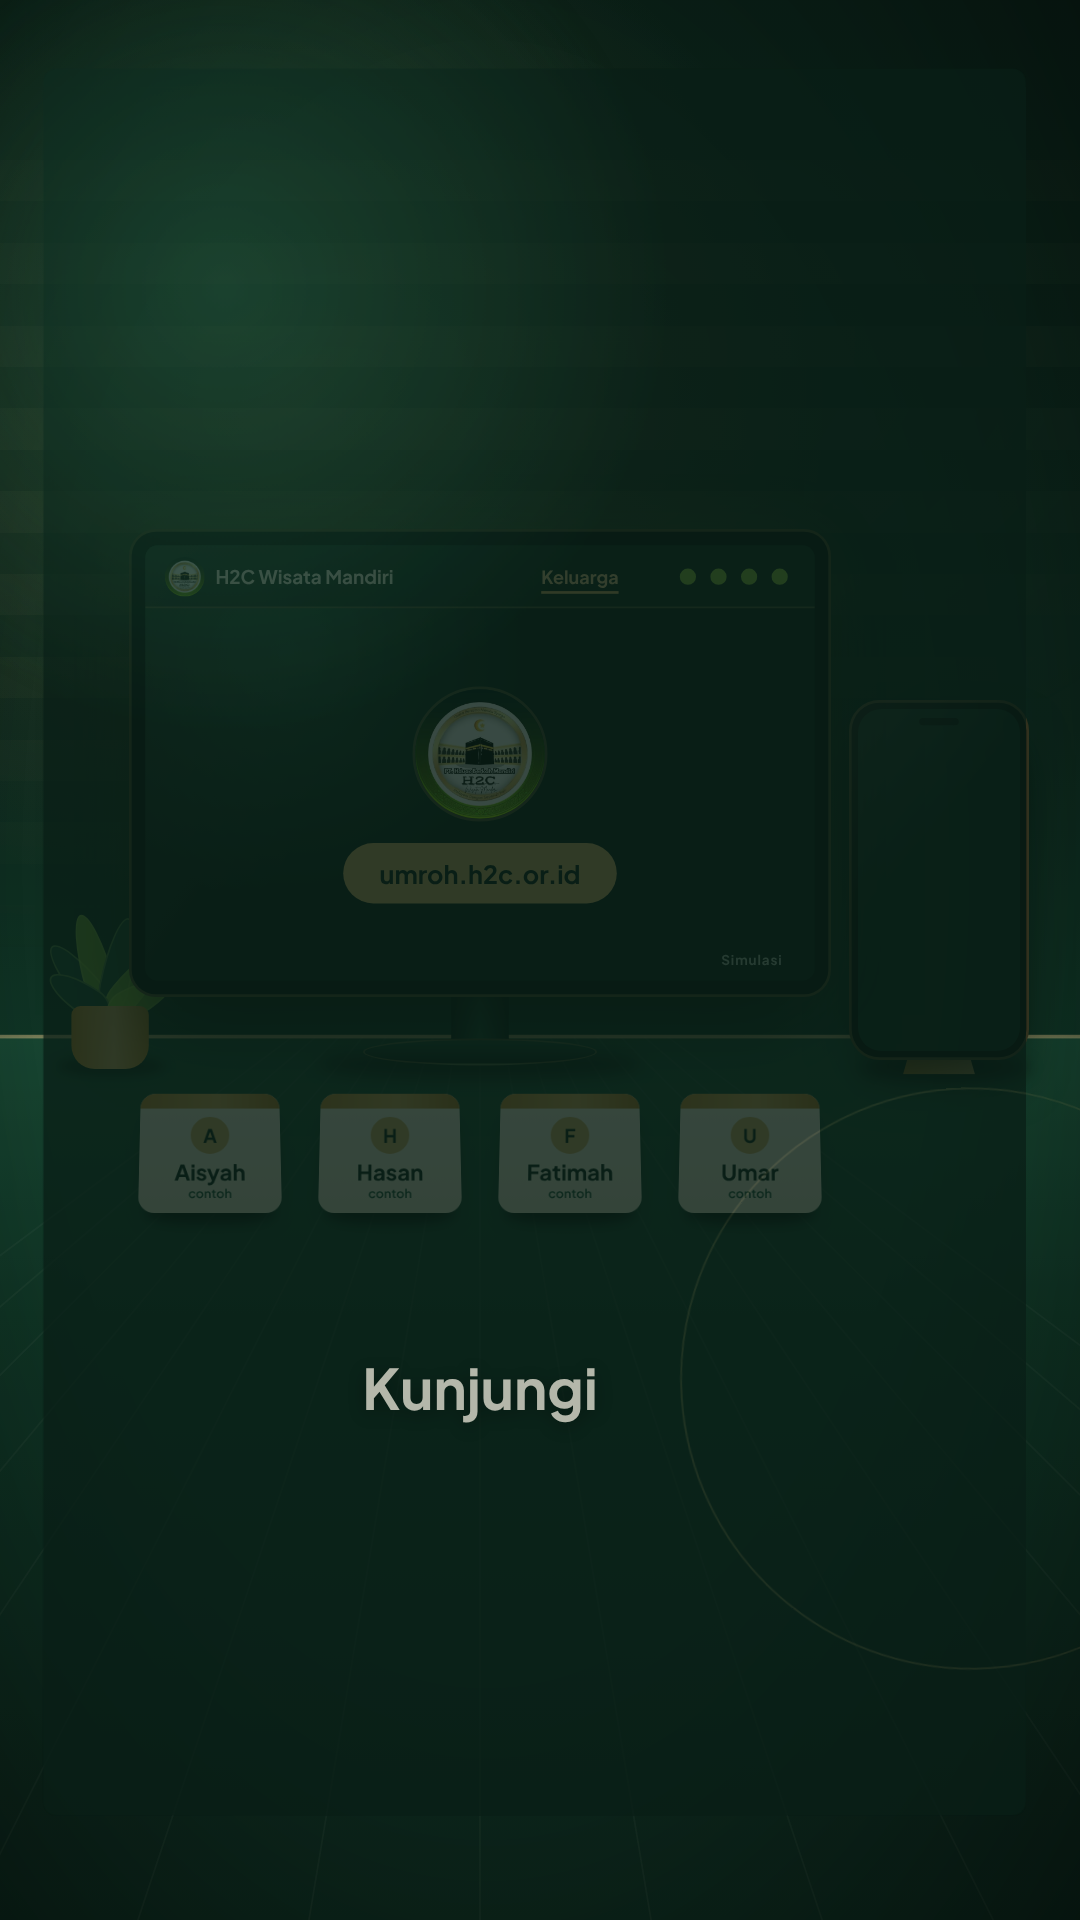 H2C Wisata Mandiri
Keluarga
H2C
umroh.h2c.or.id
Simulasi
A
Aisyah
contoh
H
Hasan
contoh
F
Fatimah
contoh
U
Umar
contoh
Kunjungi